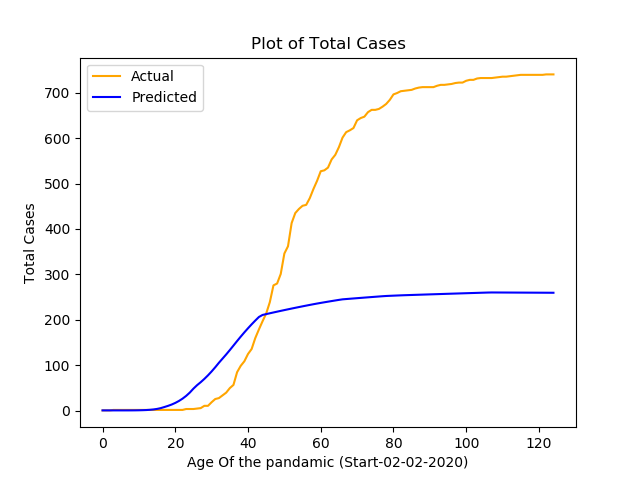 Plot of Total Cases
Actual
Predicted
700
600
500
400
300
200
100
0
Total Cases
0 20 40 60 80 100 120
Age Of the pandamic (Start-02-02-2020)